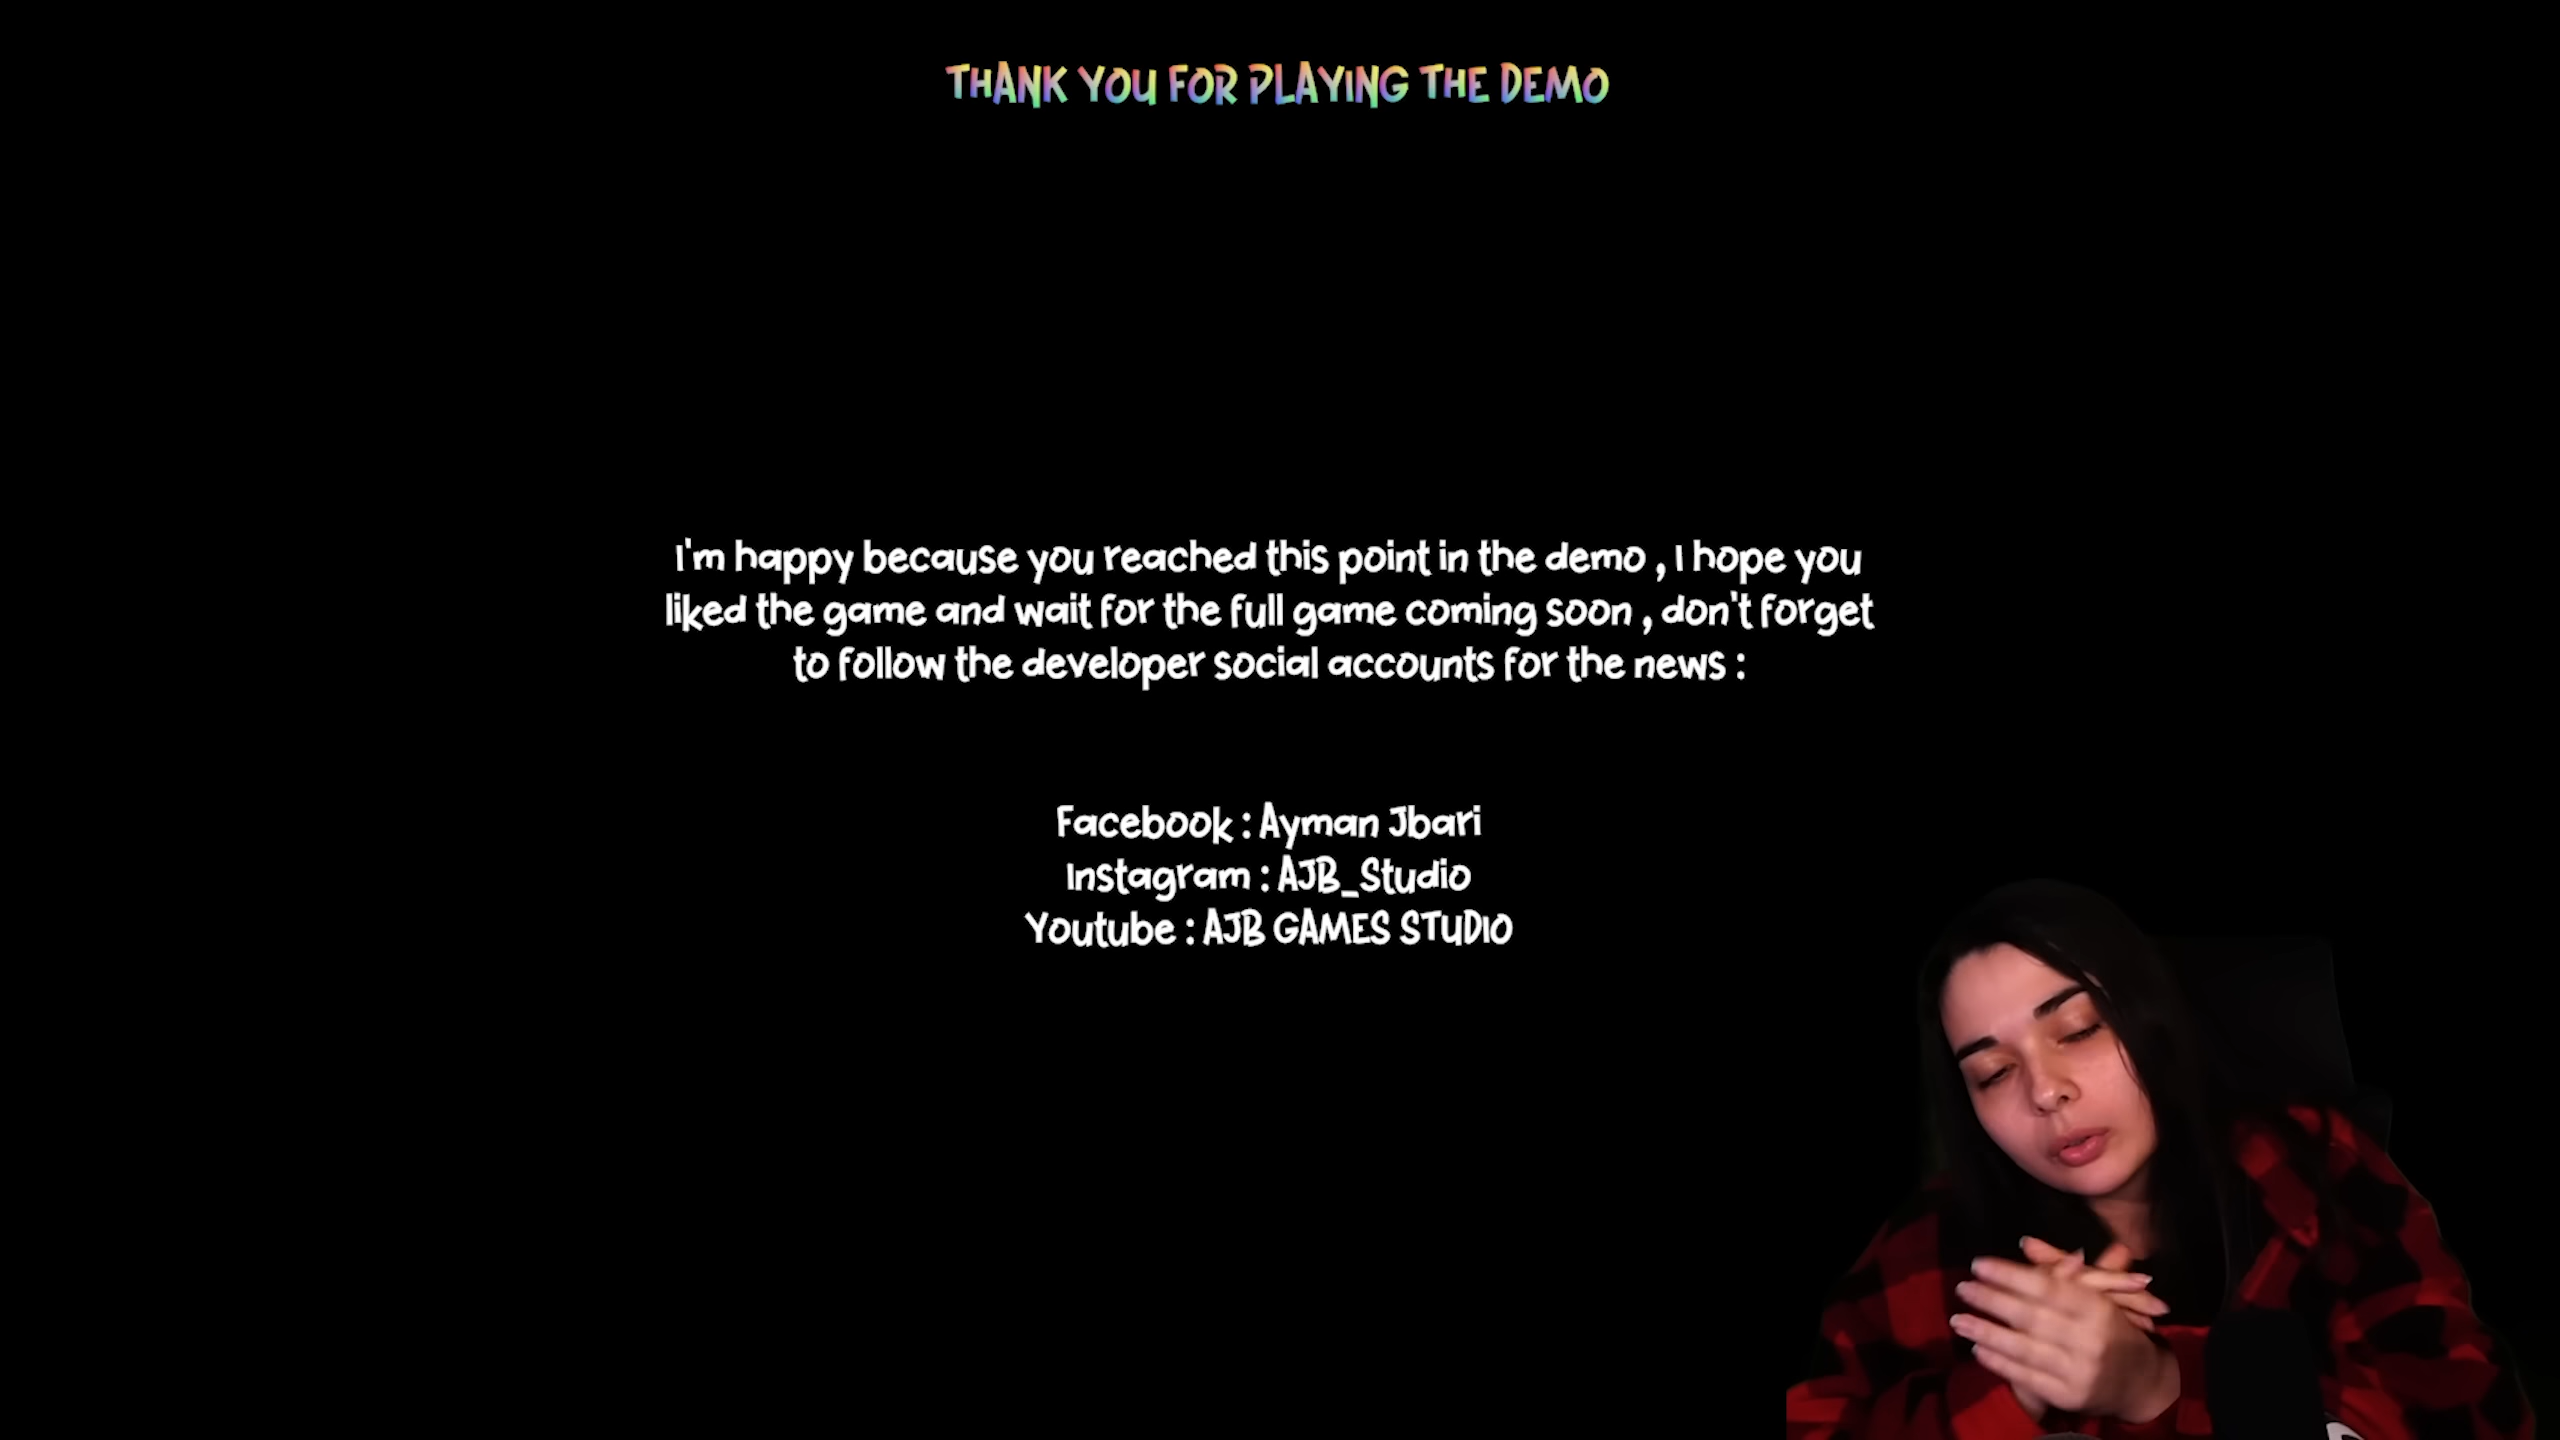 THANK YOU FOR PLAYING THE DEMO
I'm happy because you reached this point in the demo , I hope you
liked the game and wait for the full game coming soon , don't forget
to follow the developer social accounts for the news :
Facebook : Ayman Jbari
Instagram : AJB_Studio
Youtube : AJB GAMES STUDIO